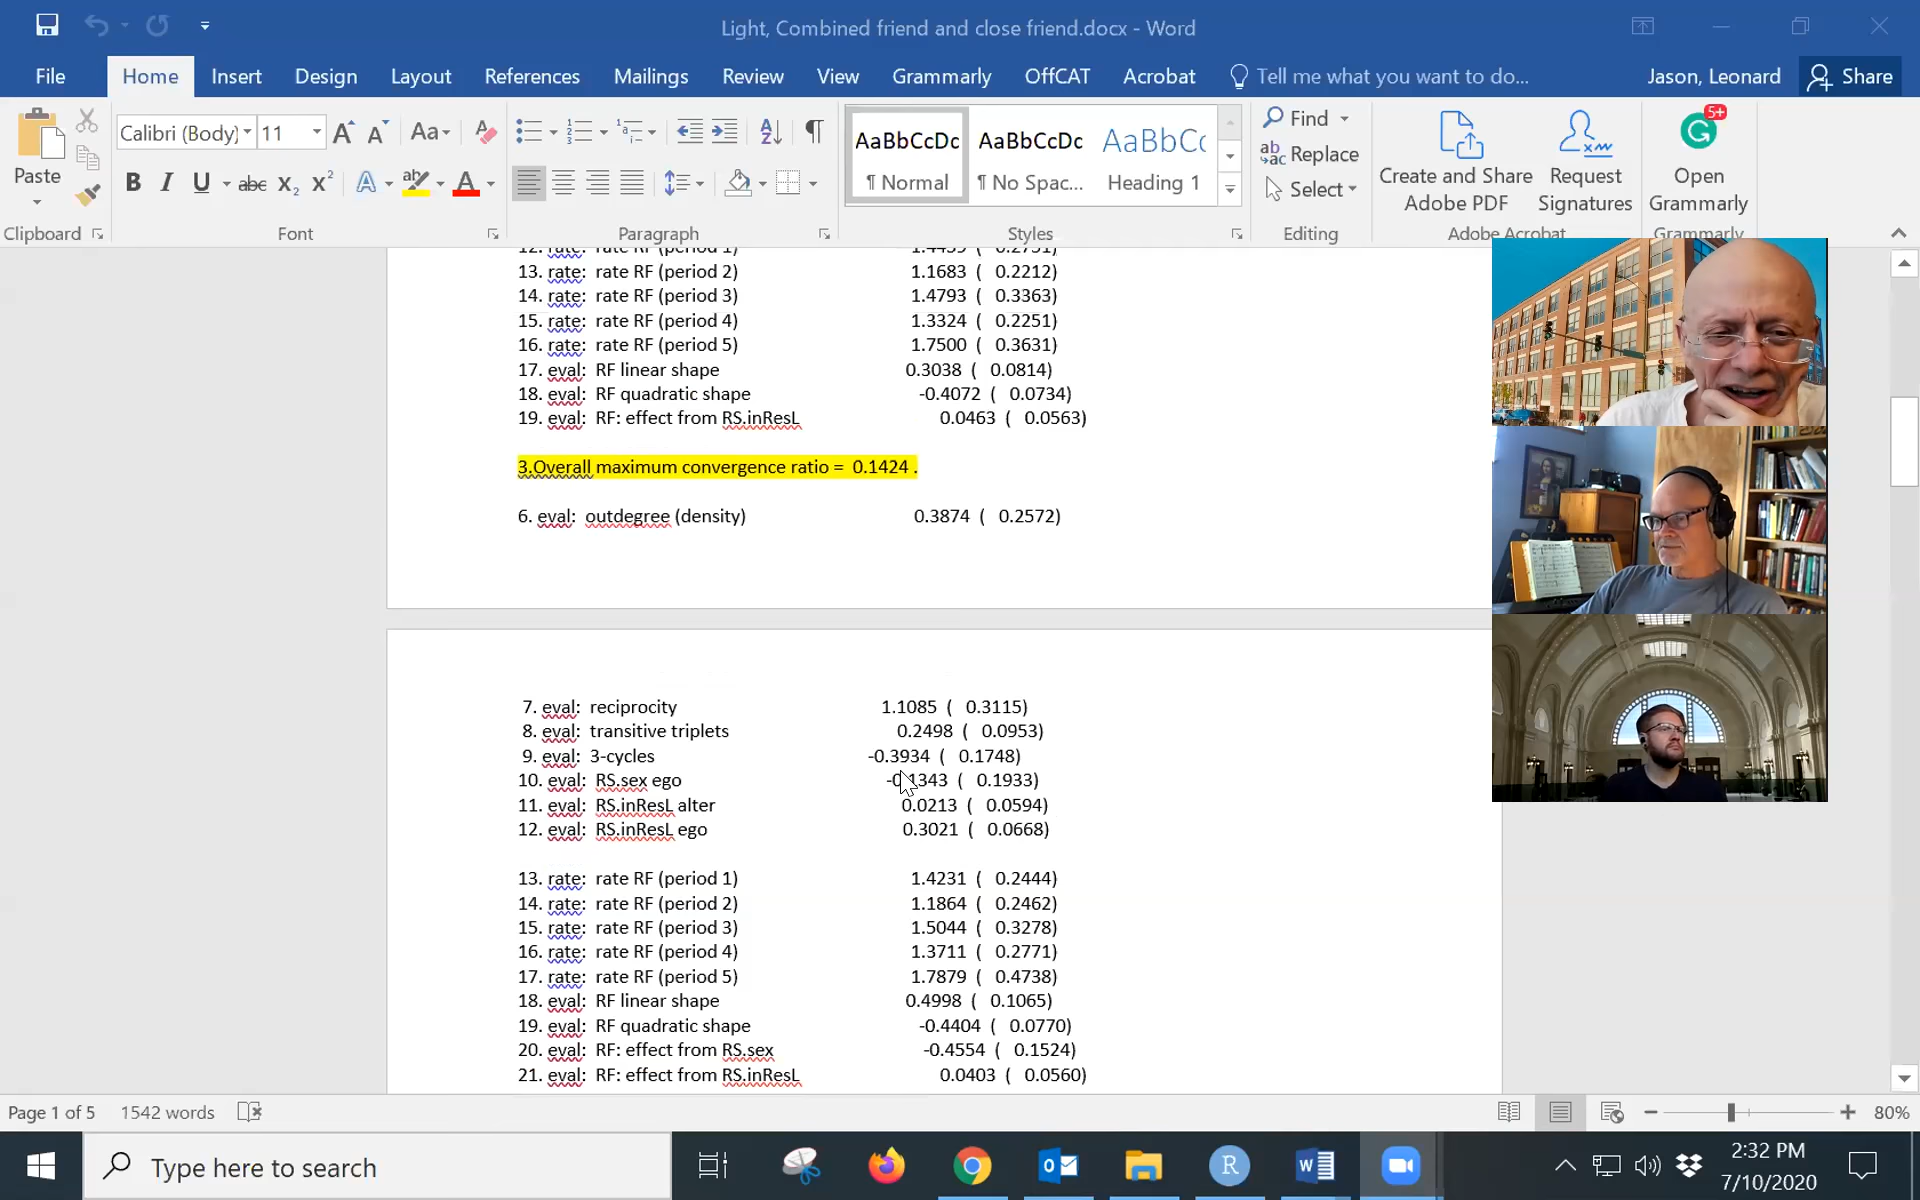 Light, Combined friend and close friend.docx - Word
File Home Insert Design Layout References Mailings Review View Grammarly OffCAT Acrobat Tell me what you want to do... Jason, Leonard Share
Paste
Clipboard
Calibri (Body) 11
Font
Paragraph
AaBbCcDc AaBbCcDc AaBbCc
¶ Normal ¶ No Spac... Heading 1
Styles
Find
Replace
Select
Editing
Create and Share Adobe PDF
Request Signatures
Adobe Acrobat
5+
Open Grammarly
Grammarly
12. rate: rate RF (period 1)
13. rate: rate RF (period 2) 1.1683 ( 0.2212)
14. rate: rate RF (period 3) 1.4793 ( 0.3363)
15. rate: rate RF (period 4) 1.3324 ( 0.2251)
16. rate: rate RF (period 5) 1.7500 ( 0.3631)
17. eval: RF linear shape 0.3038 ( 0.0814)
18. eval: RF quadratic shape -0.4072 ( 0.0734)
19. eval: RF: effect from RS.inResL 0.0463 ( 0.0563)
3.Overall maximum convergence ratio = 0.1424 .
6. eval: outdegree (density) 0.3874 ( 0.2572)
7. eval: reciprocity 1.1085 ( 0.3115)
8. eval: transitive triplets 0.2498 ( 0.0953)
9. eval: 3-cycles -0.3934 ( 0.1748)
10. eval: RS.sex ego -0.1343 ( 0.1933)
11. eval: RS.inResL alter 0.0213 ( 0.0594)
12. eval: RS.inResL ego 0.3021 ( 0.0668)
13. rate: rate RF (period 1) 1.4231 ( 0.2444)
14. rate: rate RF (period 2) 1.1864 ( 0.2462)
15. rate: rate RF (period 3) 1.5044 ( 0.3278)
16. rate: rate RF (period 4) 1.3711 ( 0.2771)
17. rate: rate RF (period 5) 1.7879 ( 0.4738)
18. eval: RF linear shape 0.4998 ( 0.1065)
19. eval: RF quadratic shape -0.4404 ( 0.0770)
20. eval: RF: effect from RS.sex -0.4554 ( 0.1524)
21. eval: RF: effect from RS.inResL 0.0403 ( 0.0560)
Page 1 of 5 1542 words 80%
Type here to search
2:32 PM
7/10/2020